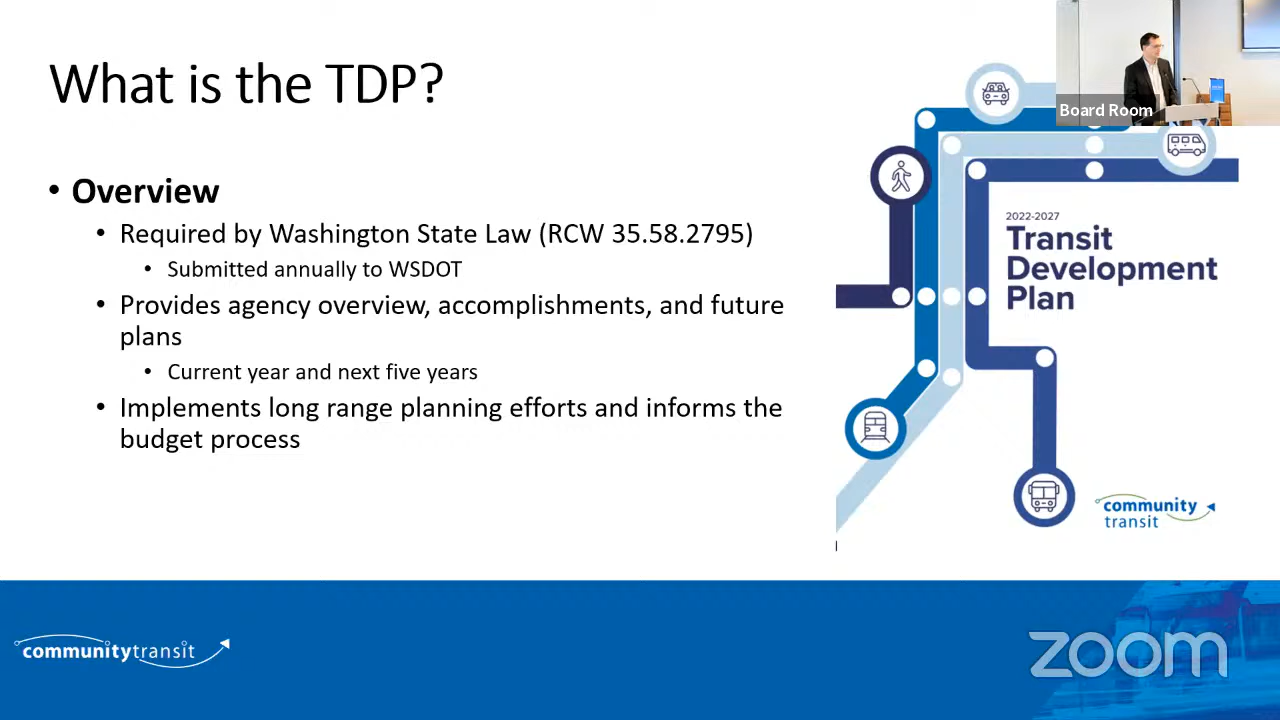 What is the TDP?
Board Room
• Overview
• Required by Washington State Law (RCW 35.58.2795)
• Submitted annually to WSDOT
• Provides agency overview, accomplishments, and future
plans
• Current year and next five years
• Implements long range planning efforts and informs the
budget process
2022-2027
Transit
Development
Plan
community
transit
communitytransit
zoom